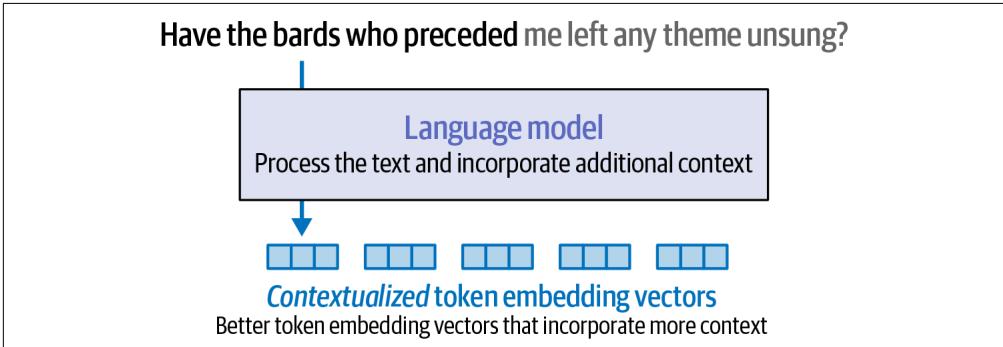 Have the bards who preceded me left any theme unsung?
Language model
Process the text and incorporate additional context
Contextualized token embedding vectors
Better token embedding vectors that incorporate more context